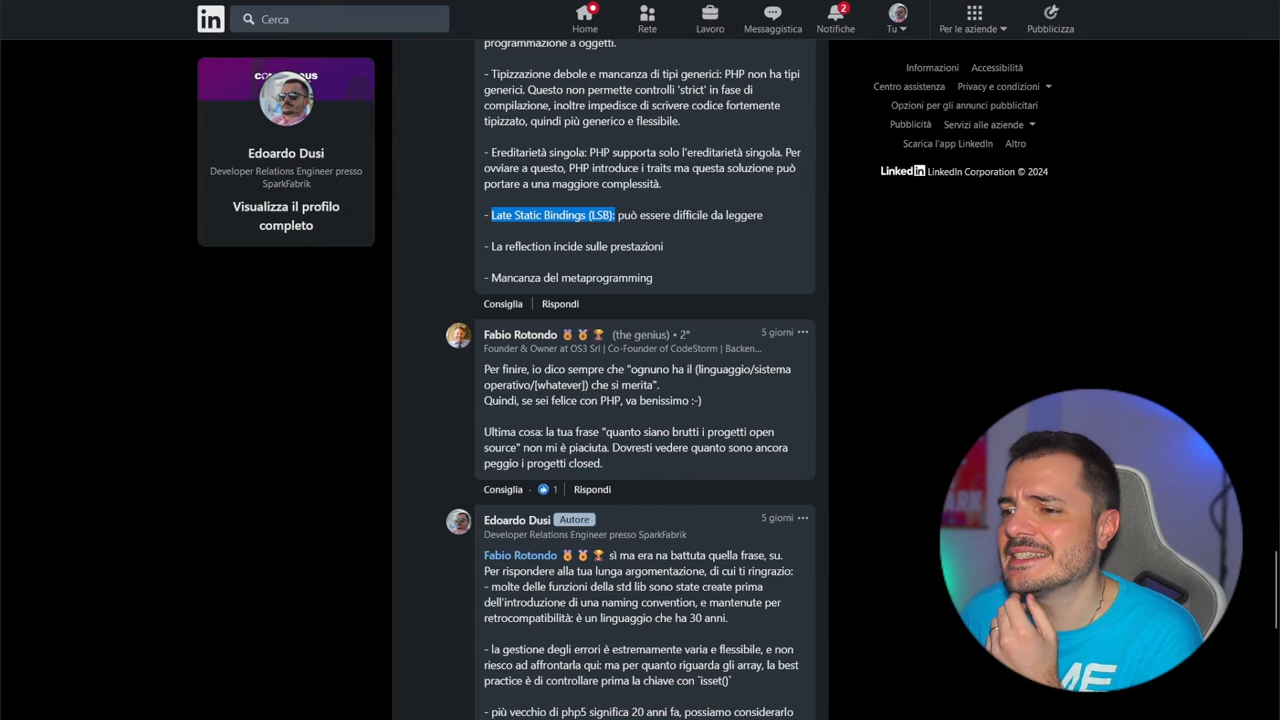 in
Cerca
Home
Rete
Lavoro
Messaggistica
2
Notifiche
Tu
Per le aziende
Pubblicizza
Edoardo Dusi
Developer Relations Engineer presso
SparkFabrik
Visualizza il profilo
completo
programmazione a oggetti.
- Tipizzazione debole e mancanza di tipi generici: PHP non ha tipi
generici. Questo non permette controlli 'strict' in fase di
compilazione, inoltre impedisce di scrivere codice fortemente
tipizzato, quindi più generico e flessibile.
- Ereditarietà singola: PHP supporta solo l'ereditarietà singola. Per
ovviare a questo, PHP introduce i traits ma questa soluzione può
portare a una maggiore complessità.
- Late Static Bindings (LSB): può essere difficile da leggere
- La reflection incide sulle prestazioni
- Mancanza del metaprogramming
Consiglia
Rispondi
Fabio Rotondo (the genius) • 2°
5 giorni
Founder & Owner at OS3 Srl | Co-Founder of CodeStorm | Backen...
Per finire, io dico sempre che "ognuno ha il (linguaggio/sistema
operativo/[whatever]) che si merita".
Quindi, se sei felice con PHP, va benissimo :-)
Ultima cosa: la tua frase "quanto siano brutti i progetti open
source" non mi è piaciuta. Dovresti vedere quanto sono ancora
peggio i progetti closed.
Consiglia · 1
Rispondi
Edoardo Dusi Autore
5 giorni
Developer Relations Engineer presso SparkFabrik
Fabio Rotondo sì ma era na battuta quella frase, su.
Per rispondere alla tua lunga argomentazione, di cui ti ringrazio:
- molte delle funzioni della std lib sono state create prima
dell'introduzione di una naming convention, e mantenute per
retrocompatibilità: è un linguaggio che ha 30 anni.
- la gestione degli errori è estremamente varia e flessibile, e non
riesco ad affrontarla qui: ma per quanto riguarda gli array, la best
practice è di controllare prima la chiave con `isset()`
- più vecchio di php5 significa 20 anni fa, possiamo considerarlo
Informazioni
Accessibilità
Centro assistenza
Privacy e condizioni
Opzioni per gli annunci pubblicitari
Pubblicità
Servizi alle aziende
Scarica l'app LinkedIn
Altro
LinkedIn LinkedIn Corporation © 2024